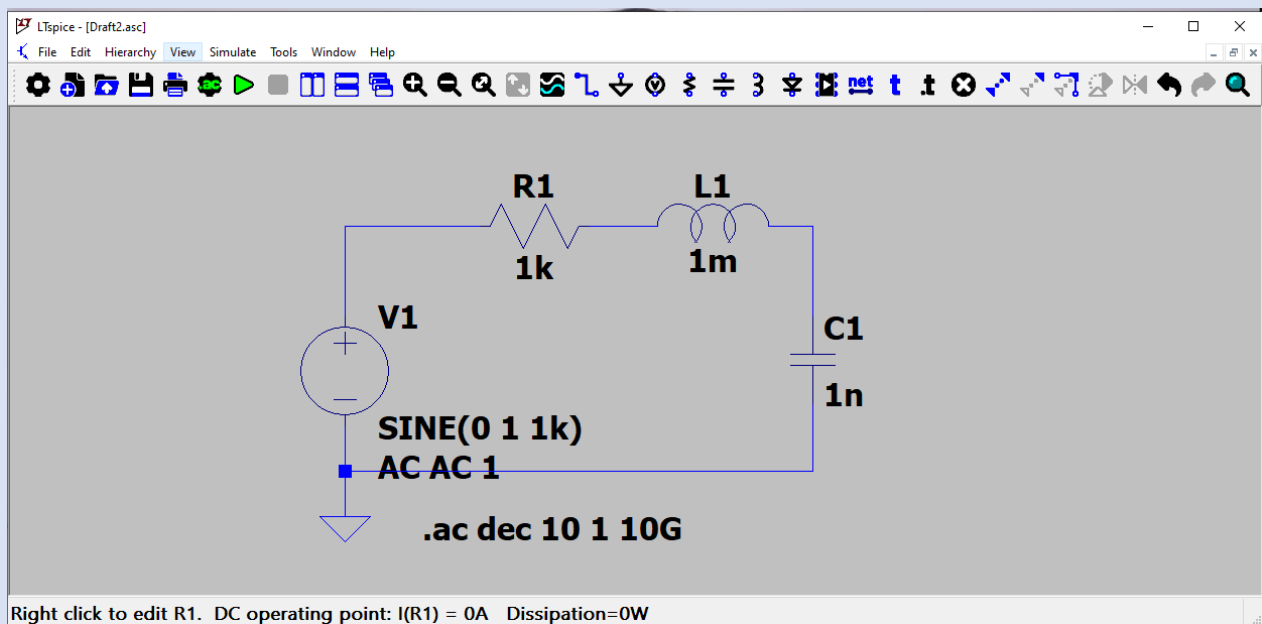 LTspice - [Draft2.asc]
File Edit Hierarchy View Simulate Tools Window Help
.ac net t .t
R1 L1
1k 1m
V1 C1
1n
SINE(0 1 1k)
AC AC 1
.ac dec 10 1 10G
Right click to edit R1. DC operating point: I(R1) = 0A Dissipation=0W